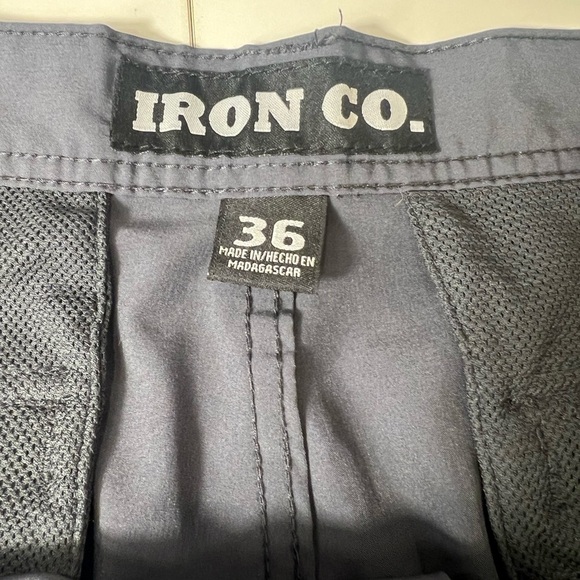 IRON CO.
36
MADE IN/HECHO EN
MADAGASCAR